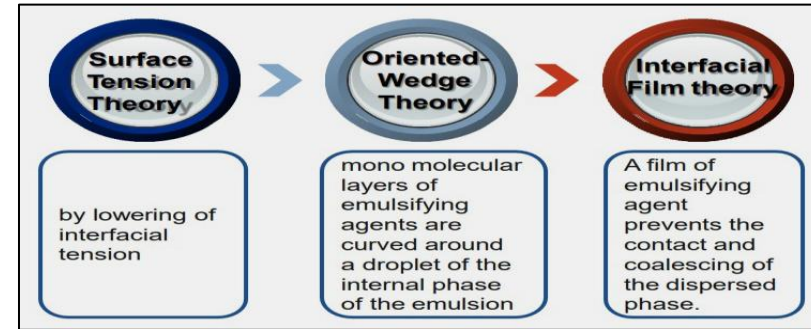 Surface
Tension
Theory
Oriented-
Wedge
Theory
Interfacial
Film theory
by lowering of
interfacial
tension
mono molecular
layers of
emulsifying
agents are
curved around
a droplet of the
internal phase
of the emulsion
A film of
emulsifying
agent
prevents the
contact and
coalescing of
the dispersed
phase.